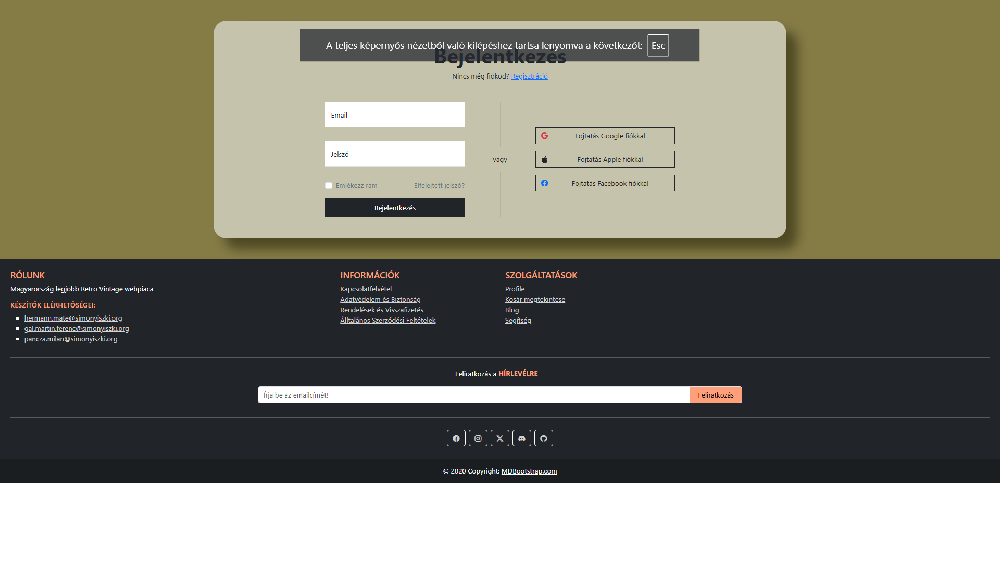 A teljes képernyős nézetből való kilépéshez tartsa lenyomva a következőt: Esc
Bejelentkezés
Nincs még fiókod? Regisztráció
Email
Jelszó
Emlékezz rám
Elfelejtett jelszó?
Bejelentkezés
vagy
Fojtatás Google fiókkal
Fojtatás Apple fiókkal
Fojtatás Facebook fiókkal
RÓLUNK
Magyarország legjobb Retro Vintage webpiaca
KÉSZÍTŐK ELÉRHETŐSÉGEI:
hermann.mate@simonyiszki.org
gal.martin.ferenc@simonyiszki.org
pancza.milan@simonyiszki.org
INFORMÁCIÓK
Kapcsolatfelvétel
Adatvédelem és Biztonság
Rendelések és Visszafizetés
Álltalános Szerződési Feltételek
SZOLGÁLTATÁSOK
Profile
Kosár megtekintése
Blog
Segítség
Feliratkozás a HÍRLEVÉLRE
Írja be az emailcímét!
Feliratkozás
© 2020 Copyright: MDBootstrap.com